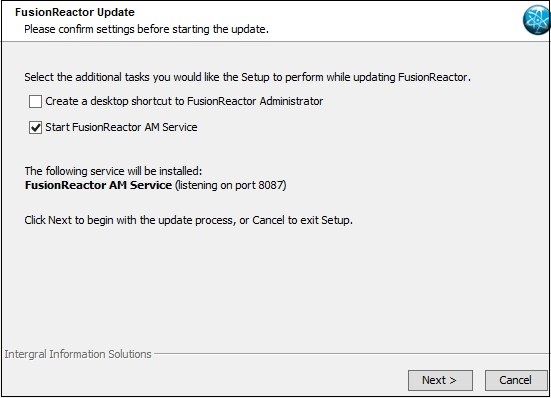 FusionReactor Update
Please confirm settings before starting the update.
Select the additional tasks you would like the Setup to perform while updating FusionReactor.
Create a desktop shortcut to FusionReactor Administrator
Start FusionReactor AM Service
The following service will be installed:
FusionReactor AM Service (listening on port 8087)
Click Next to begin with the update process, or Cancel to exit Setup.
Intergral Information Solutions
Next >
Cancel